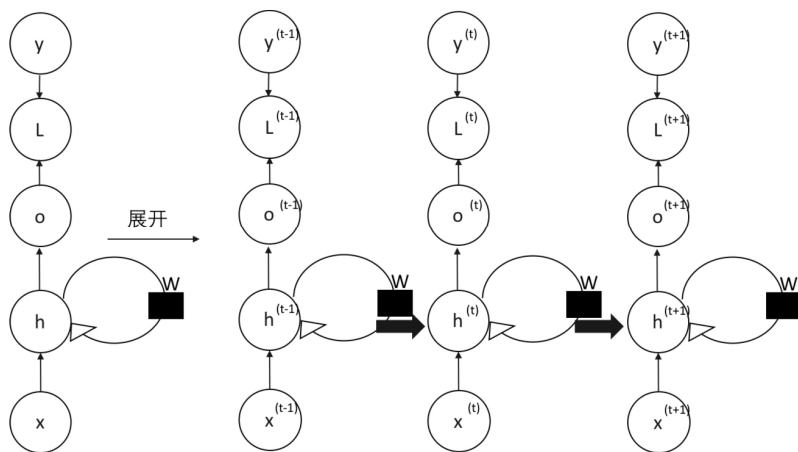 y y(t-1) y(t) y(t+1)
L L(t-1) L(t) L(t+1)
o 展开 o(t-1) o(t) o(t+1)
W W W W
h h(t-1) h(t) h(t+1)
x x(t-1) x(t) x(t+1)